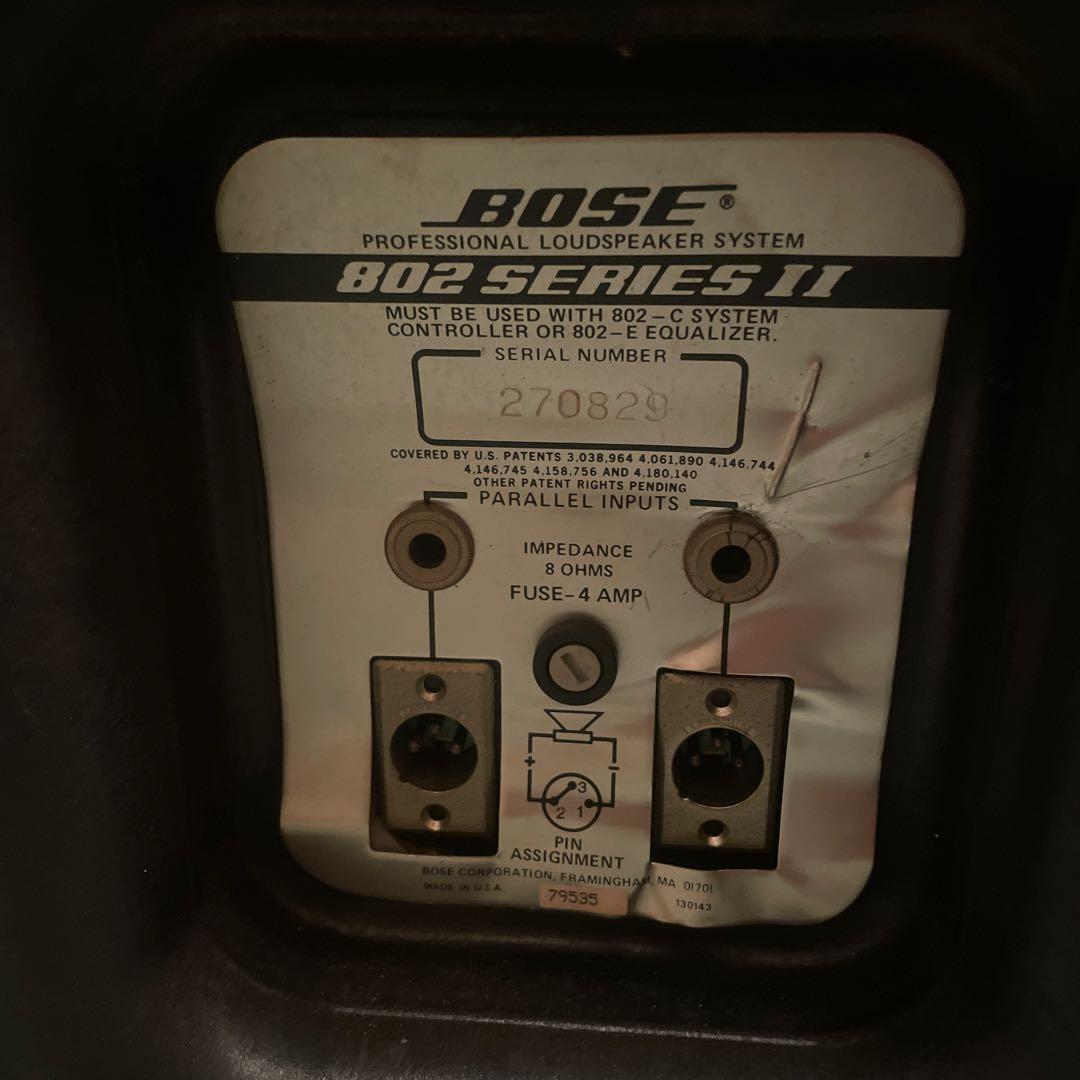 BOSE®
PROFESSIONAL LOUDSPEAKER SYSTEM
802 SERIES II
MUST BE USED WITH 802-C SYSTEM
CONTROLLER OR 802-E EQUALIZER.
SERIAL NUMBER
270829
COVERED BY U.S. PATENTS 3,038,964 4,061,890 4,146,744
4,146,745 4,158,756 AND 4,180,140
OTHER PATENT RIGHTS PENDING
PARALLEL INPUTS
IMPEDANCE
8 OHMS
FUSE-4 AMP
+ -
3
2 1
PIN
ASSIGNMENT
BOSE CORPORATION, FRAMINGHAM, MA 01701
MADE IN U.S.A.
79535
130143